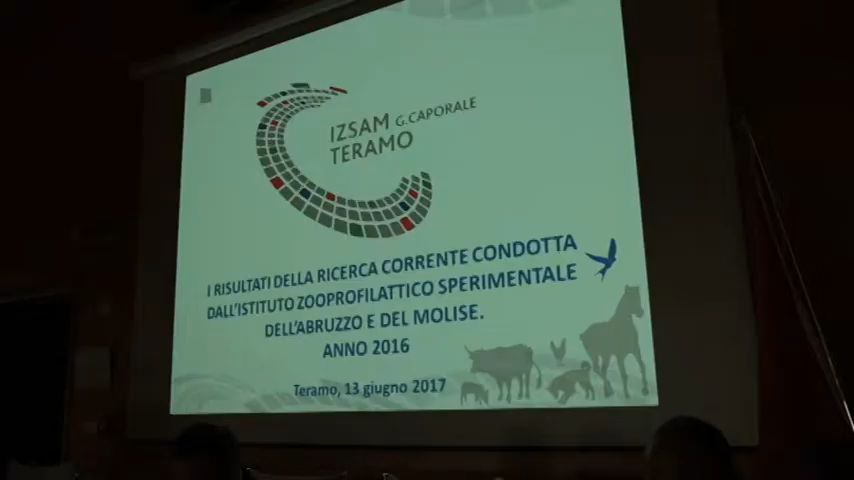 IZSAM G.CAPORALE
TERAMO
I RISULTATI DELLA RICERCA CORRENTE CONDOTTA
DALL'ISTITUTO ZOOPROFILATTICO SPERIMENTALE
DELL'ABRUZZO E DEL MOLISE.
ANNO 2016
Teramo, 13 giugno 2017